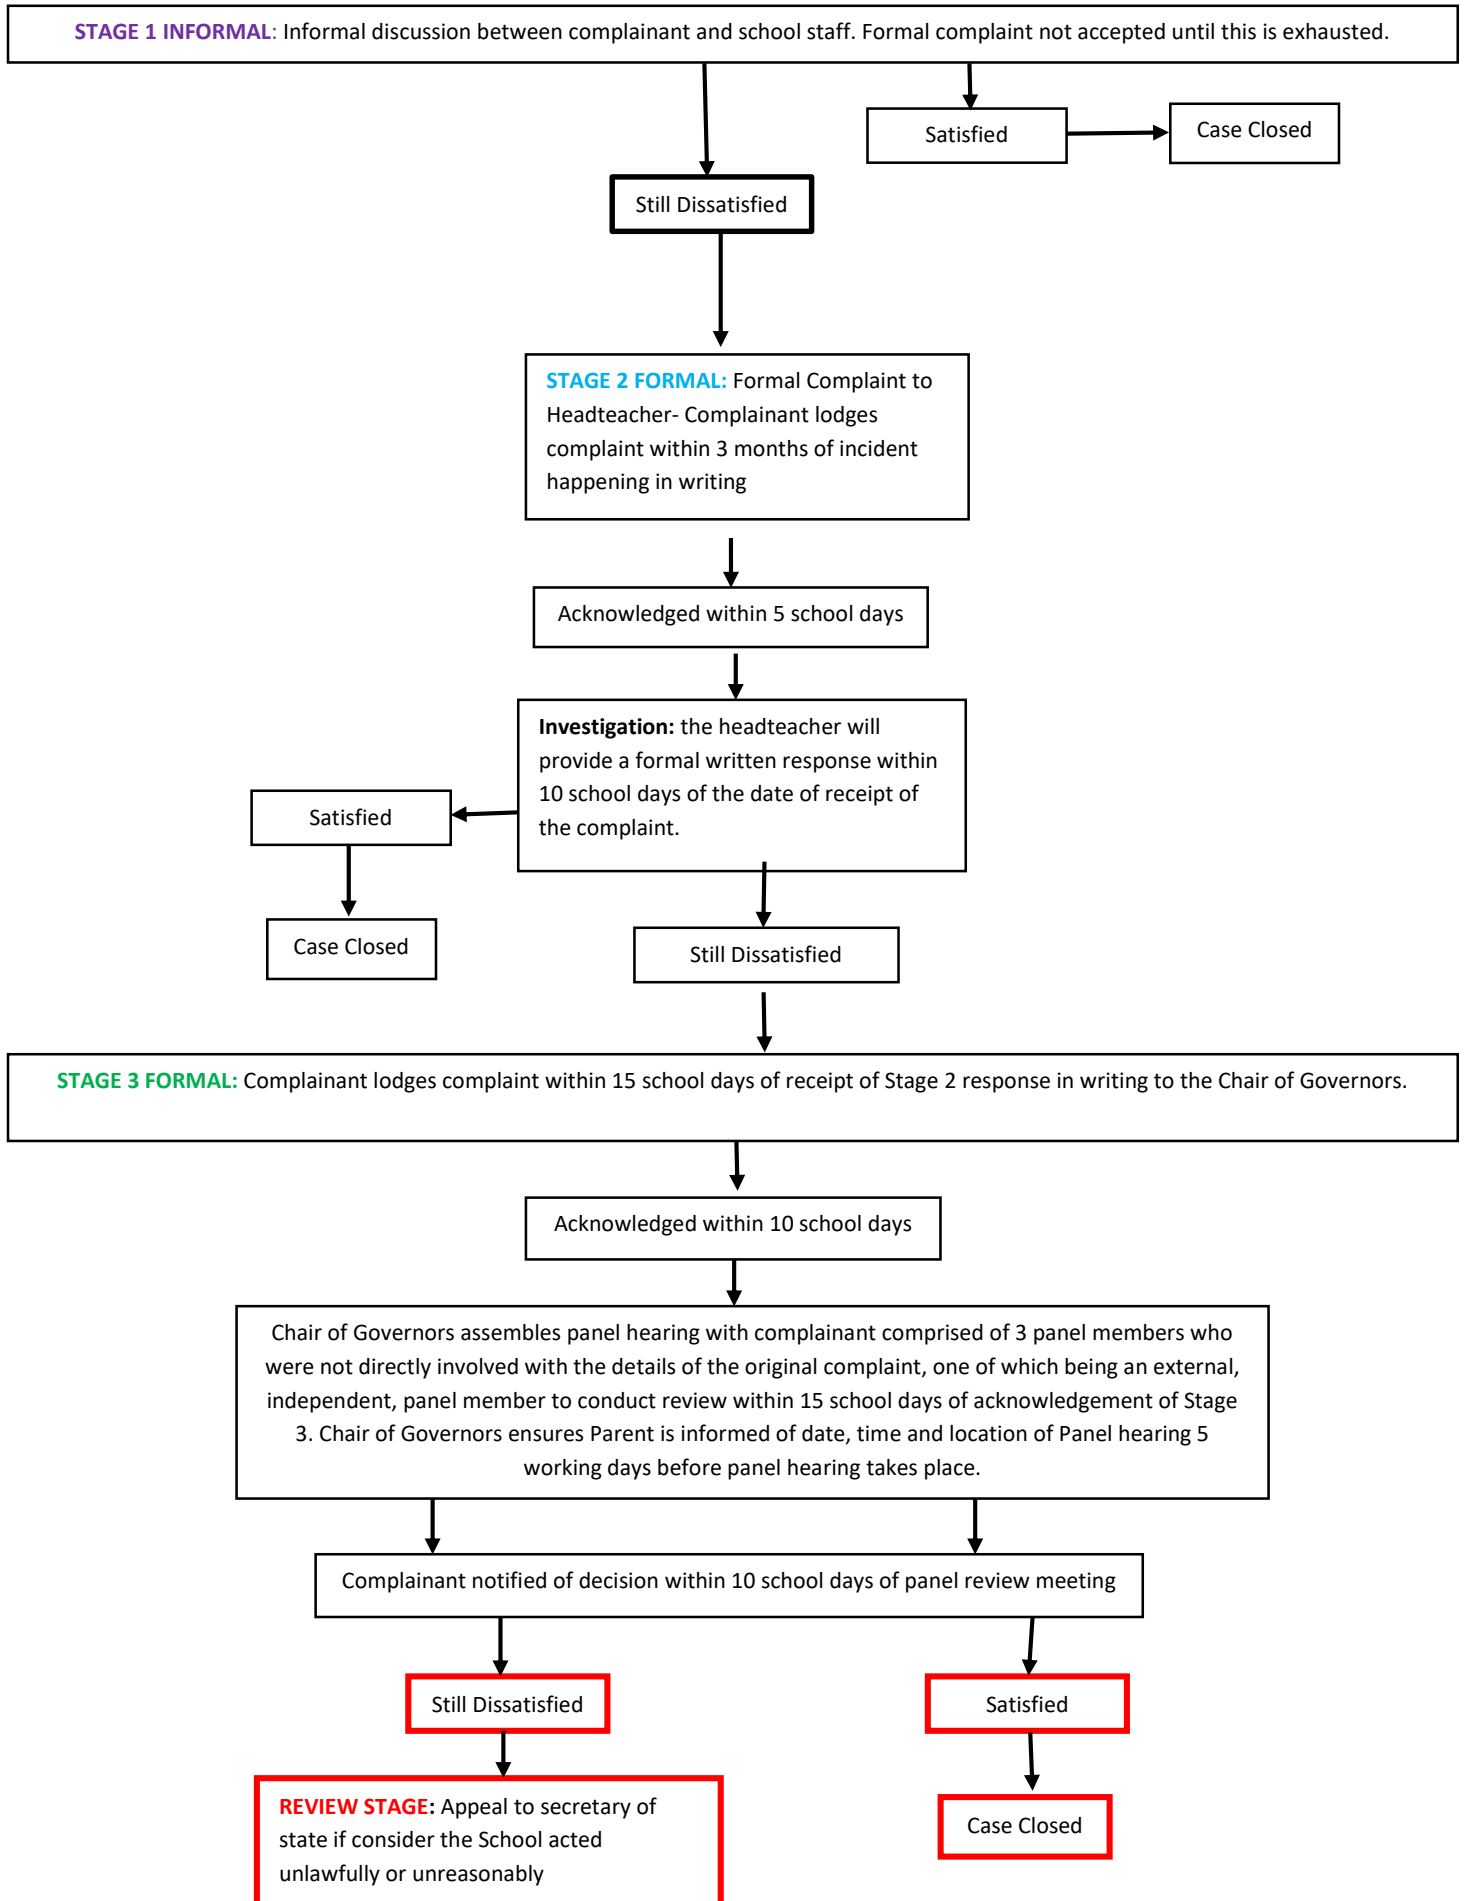 STAGE 1 INFORMAL: Informal discussion between complainant and school staff. Formal complaint not accepted until this is exhausted.
Satisfied
Case Closed
Still Dissatisfied
STAGE 2 FORMAL: Formal Complaint to
Headteacher- Complainant lodges
complaint within 3 months of incident
happening in writing
Acknowledged within 5 school days
Investigation: the headteacher will
provide a formal written response within
10 school days of the date of receipt of
the complaint.
Satisfied
Case Closed
Still Dissatisfied
STAGE 3 FORMAL: Complainant lodges complaint within 15 school days of receipt of Stage 2 response in writing to the Chair of Governors.
Acknowledged within 10 school days
Chair of Governors assembles panel hearing with complainant comprised of 3 panel members who
were not directly involved with the details of the original complaint, one of which being an external,
independent, panel member to conduct review within 15 school days of acknowledgement of Stage
3. Chair of Governors ensures Parent is informed of date, time and location of Panel hearing 5
working days before panel hearing takes place.
Complainant notified of decision within 10 school days of panel review meeting
Still Dissatisfied
Satisfied
REVIEW STAGE: Appeal to secretary of
state if consider the School acted
unlawfully or unreasonably
Case Closed